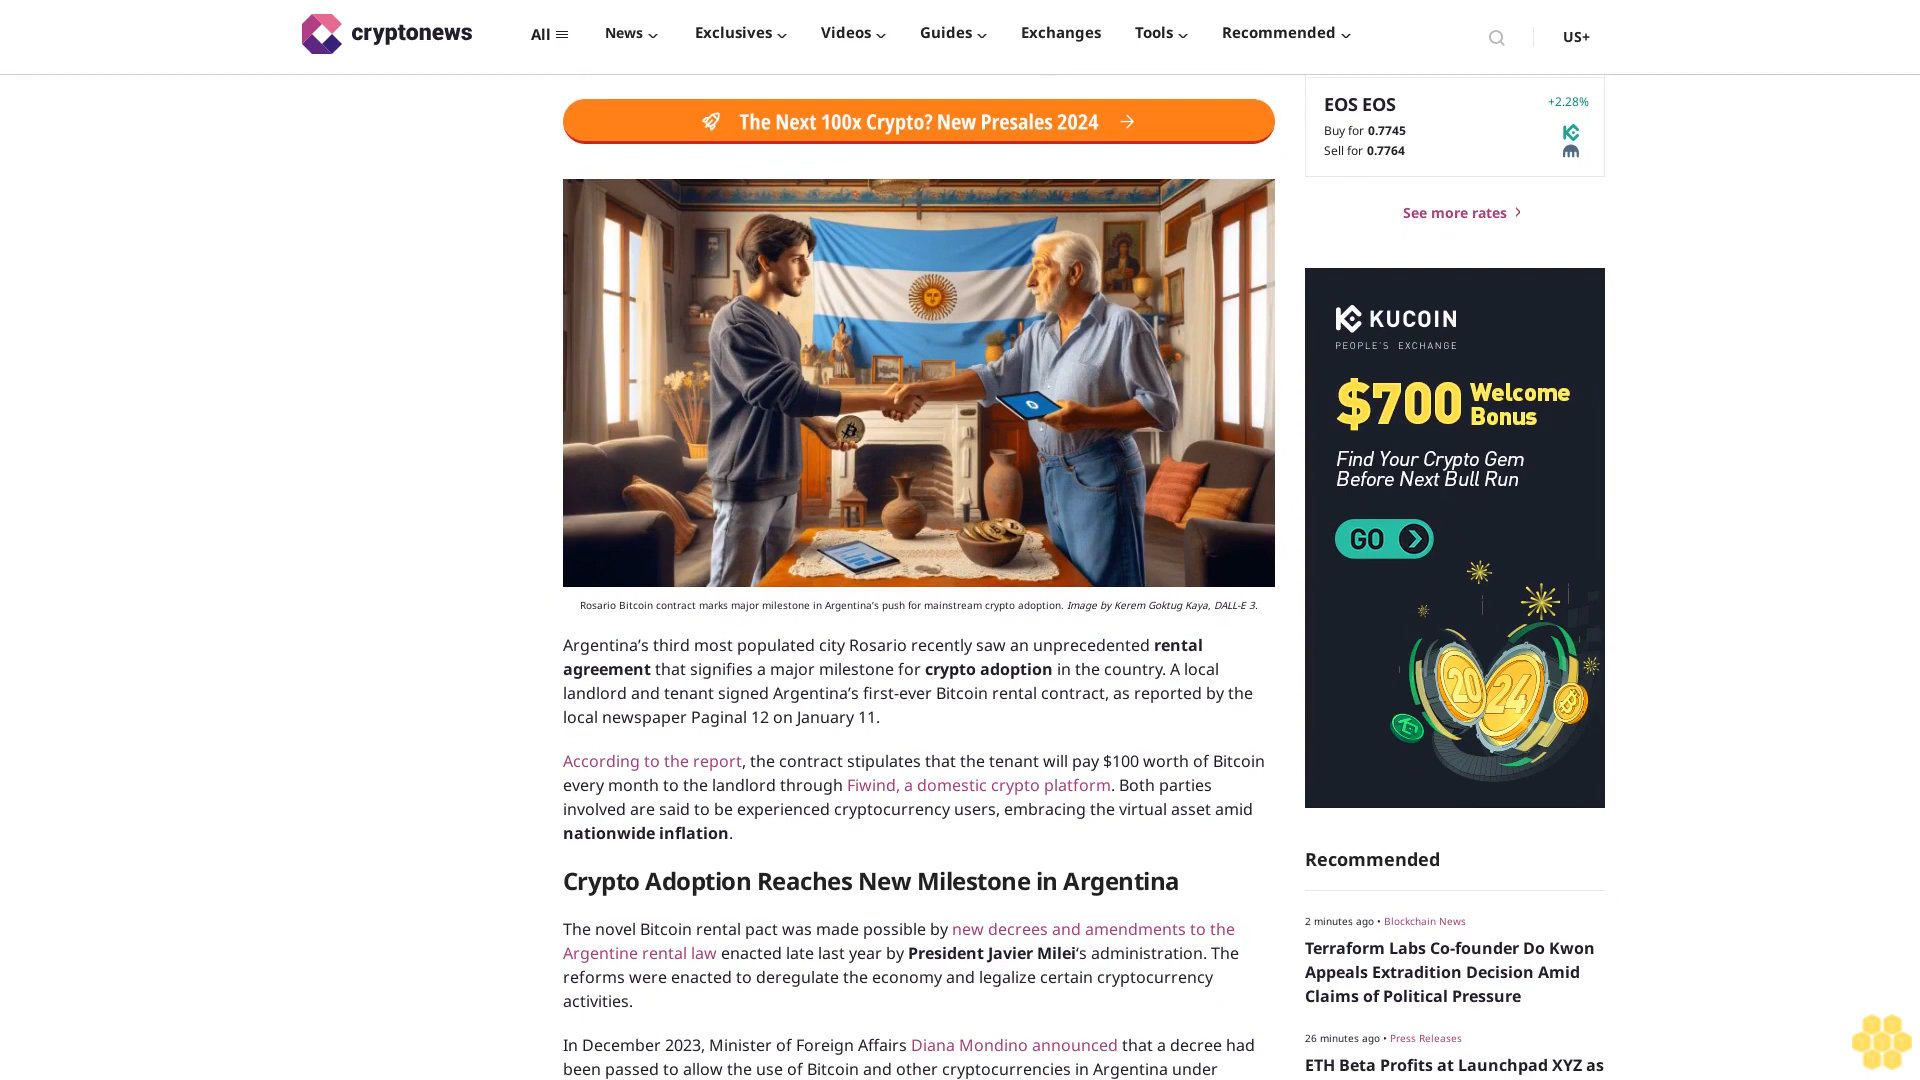 cryptonews
All
News
Exclusives
Videos
Guides
Exchanges
Tools
Recommended
US+
The Next 100x Crypto? New Presales 2024
Rosario Bitcoin contract marks major milestone in Argentina’s push for mainstream crypto adoption. Image by Kerem Goktug Kaya, DALL-E 3.
Argentina’s third most populated city Rosario recently saw an unprecedented rental
agreement that signifies a major milestone for crypto adoption in the country. A local
landlord and tenant signed Argentina’s first-ever Bitcoin rental contract, as reported by the
local newspaper Paginal 12 on January 11.
According to the report, the contract stipulates that the tenant will pay $100 worth of Bitcoin
every month to the landlord through Fiwind, a domestic crypto platform. Both parties
involved are said to be experienced cryptocurrency users, embracing the virtual asset amid
nationwide inflation.
Crypto Adoption Reaches New Milestone in Argentina
The novel Bitcoin rental pact was made possible by new decrees and amendments to the
Argentine rental law enacted late last year by President Javier Milei‘s administration. The
reforms were enacted to deregulate the economy and legalize certain cryptocurrency
activities.
In December 2023, Minister of Foreign Affairs Diana Mondino announced that a decree had
been passed to allow the use of Bitcoin and other cryptocurrencies in Argentina under
EOS EOS
+2.28%
Buy for 0.7745
Sell for 0.7764
See more rates
KUCOIN
PEOPLE'S EXCHANGE
$700 Welcome
Bonus
Find Your Crypto Gem
Before Next Bull Run
GO
20 24
Recommended
2 minutes ago • Blockchain News
Terraform Labs Co-founder Do Kwon
Appeals Extradition Decision Amid
Claims of Political Pressure
26 minutes ago • Press Releases
ETH Beta Profits at Launchpad XYZ as